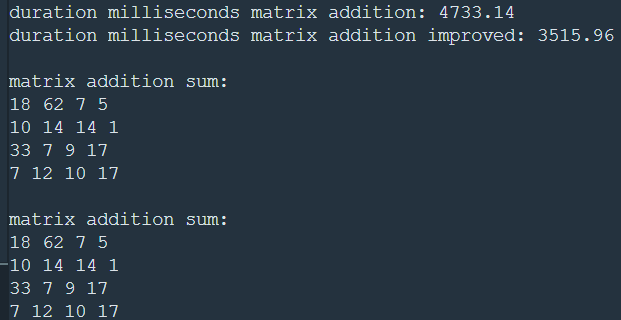 duration milliseconds matrix addition: 4733.14
duration milliseconds matrix addition improved: 3515.96
matrix addition sum:
18 62 7 5
10 14 14 1
33 7 9 17
7 12 10 17
matrix addition sum:
18 62 7 5
10 14 14 1
33 7 9 17
7 12 10 17